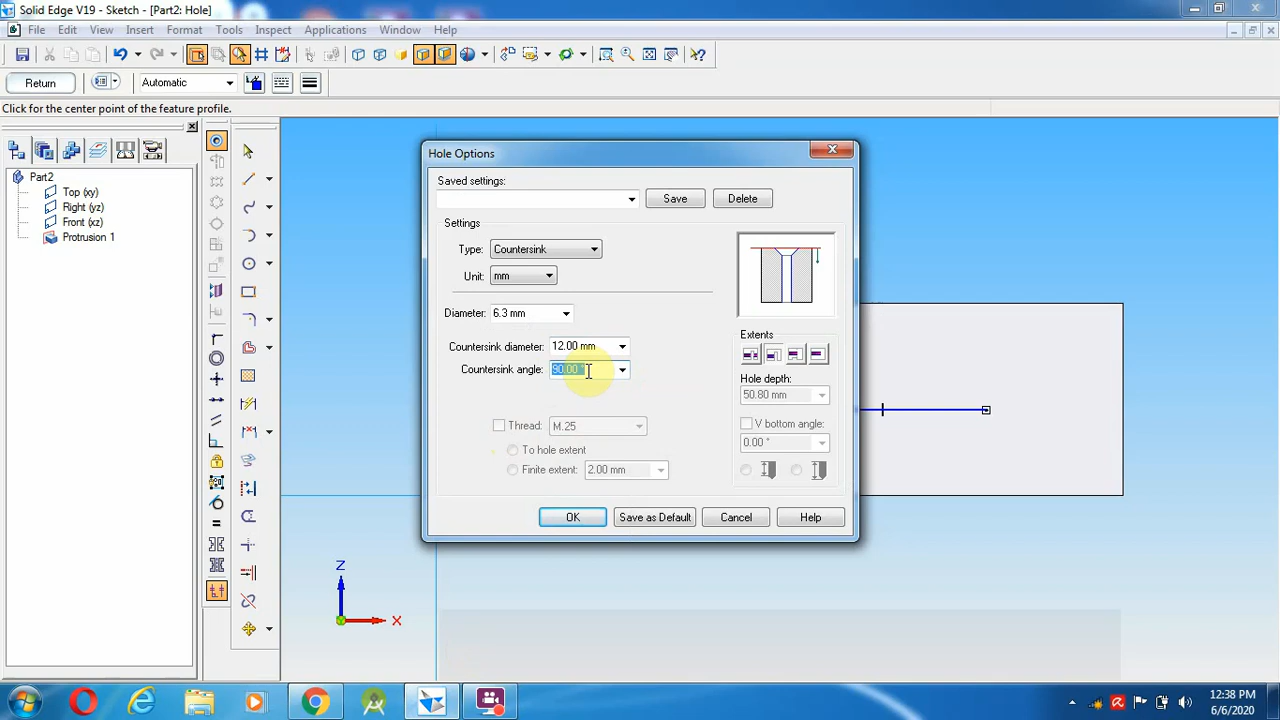 Solid Edge V19 - Sketch - [Part2: Hole]
File Edit View Insert Format Tools Inspect Applications Window Help
Return
Automatic
Click for the center point of the feature profile.
Part2
Top (xy)
Right (yz)
Front (xz)
Protrusion 1
Hole Options
Saved settings:
Save
Delete
Settings
Type: Countersink
Unit: mm
Diameter: 6.3 mm
Countersink diameter: 12.00 mm
Countersink angle: 90.00 °
Thread: M.25
To hole extent
Finite extent: 2.00 mm
Extents
Hole depth:
50.80 mm
V bottom angle:
0.00 °
OK
Save as Default
Cancel
Help
Z
X
12:38 PM
6/6/2020